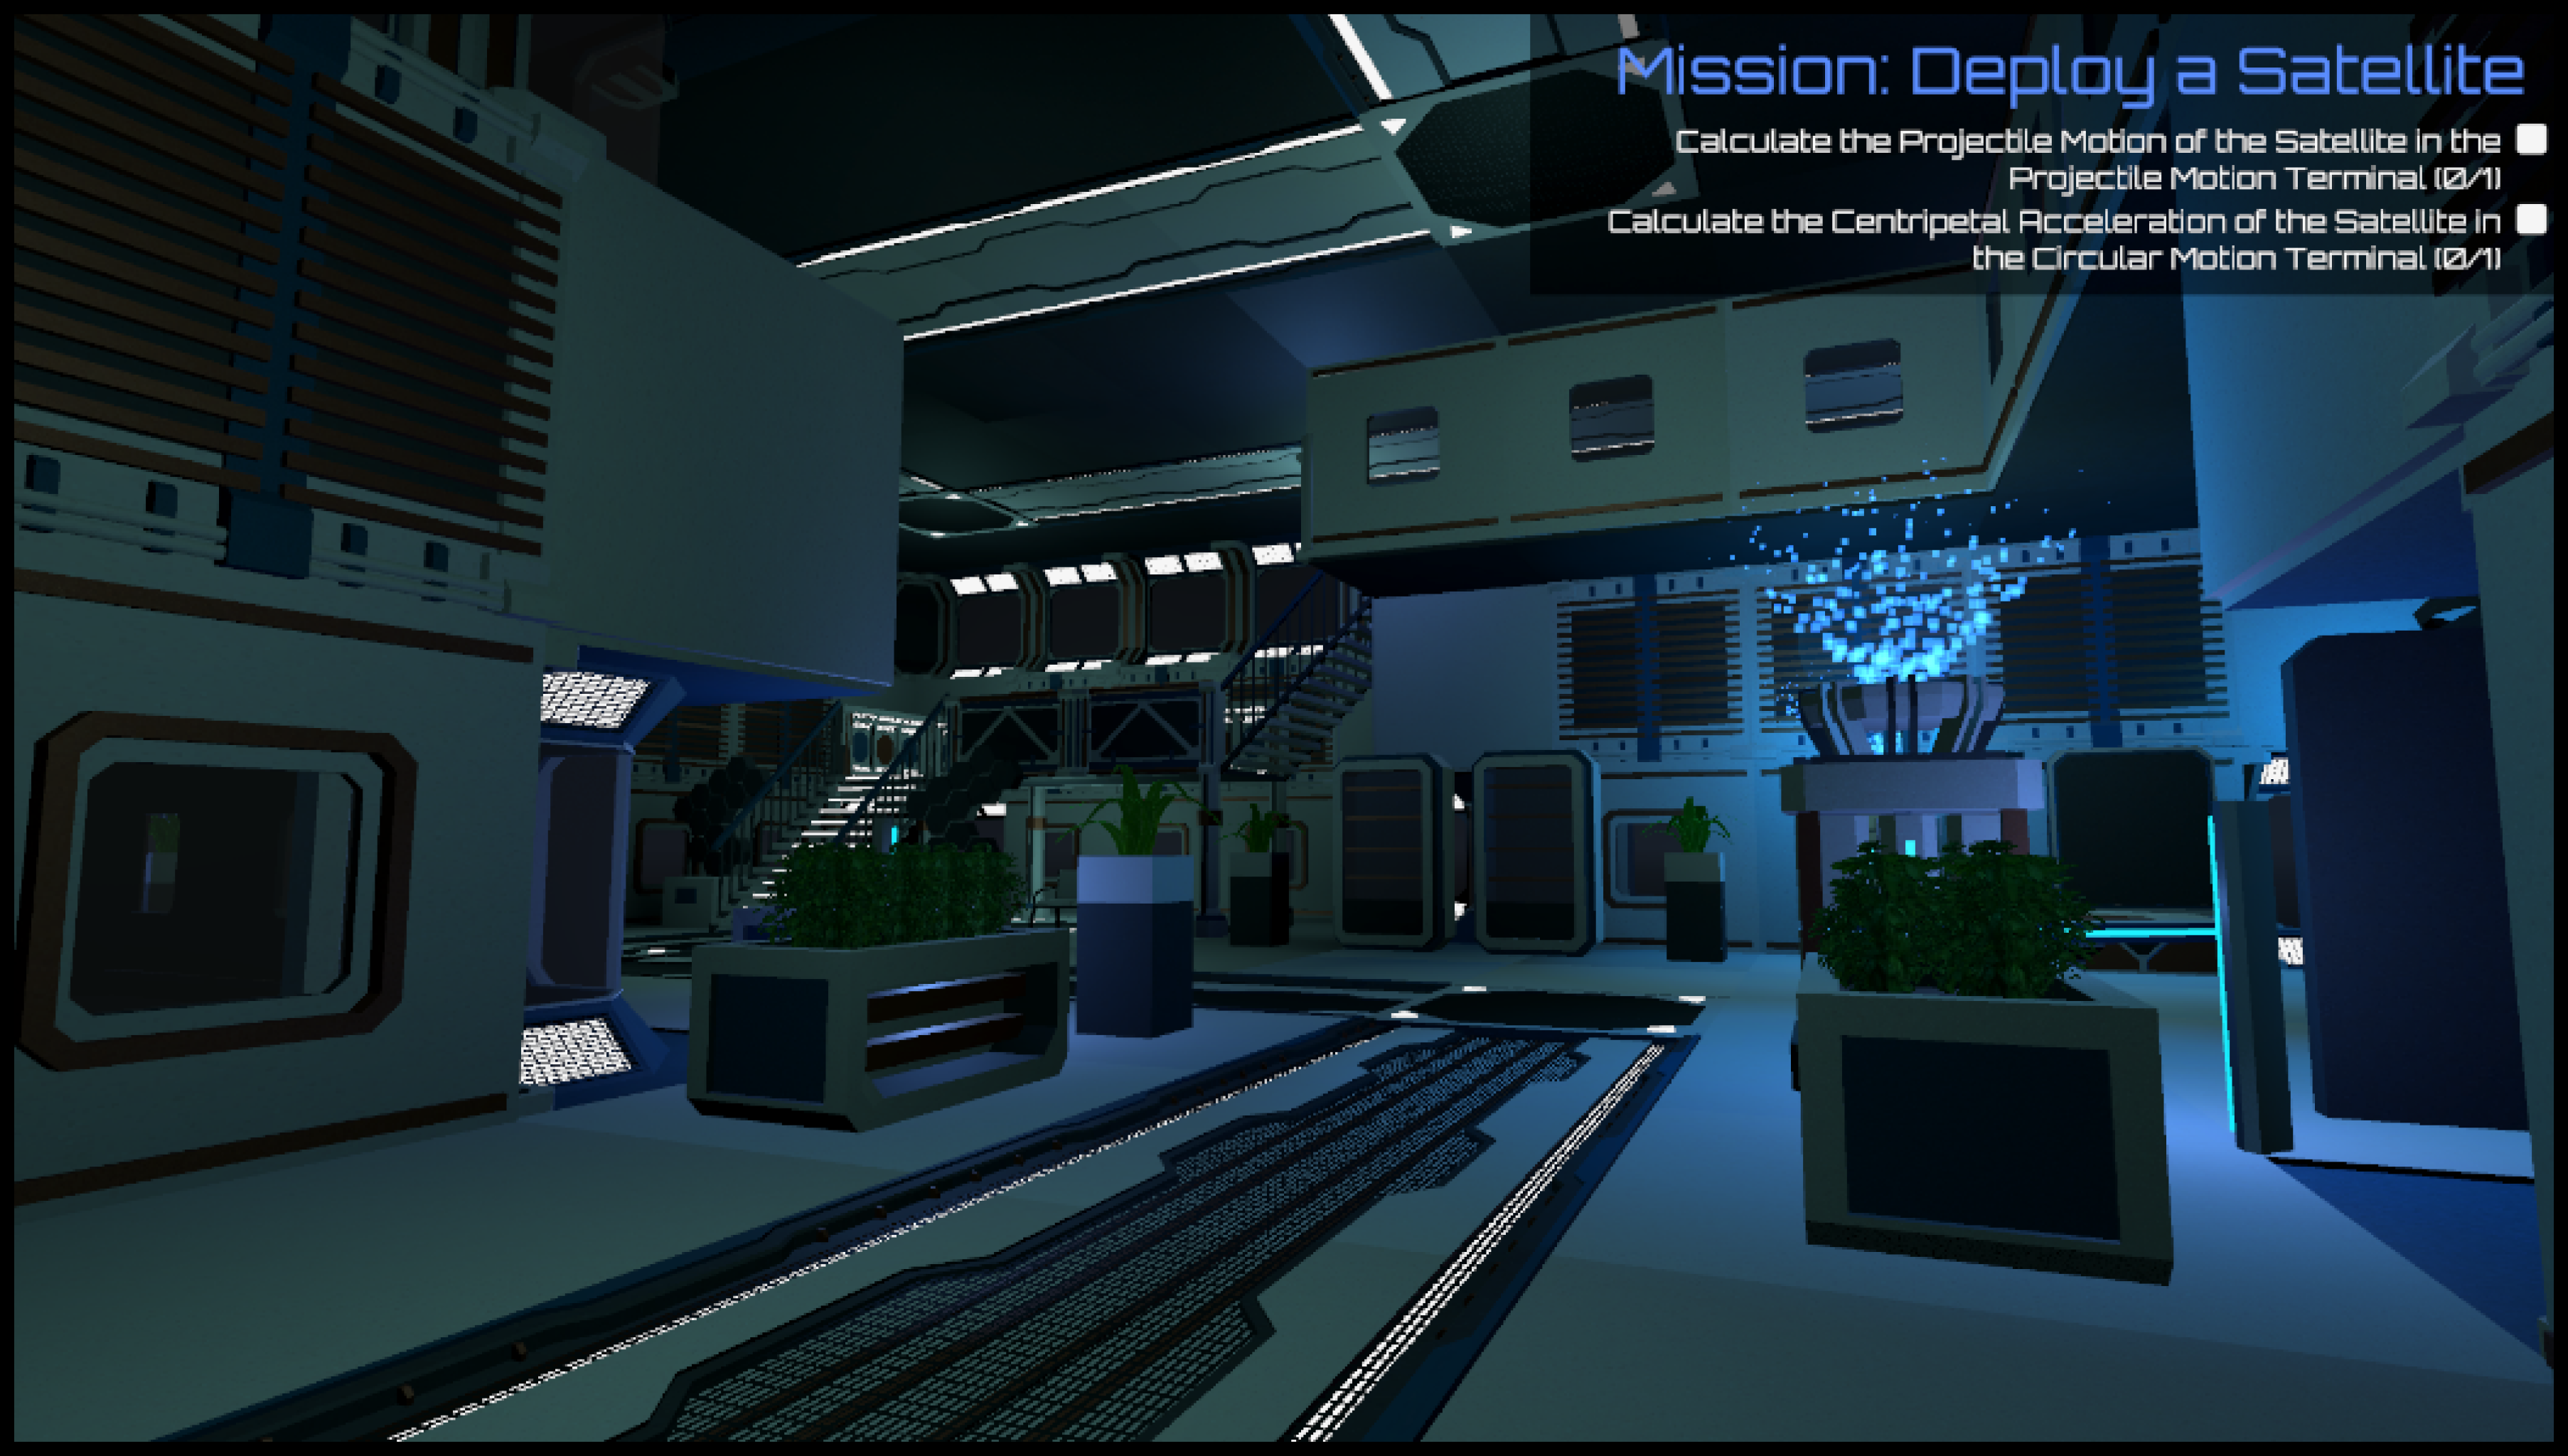 Mission: Deploy a Satellite
Calculate the Projectile Motion of the Satellite in the
Projectile Motion Terminal (0/1)
Calculate the Centripetal Acceleration of the Satellite in
the Circular Motion Terminal (0/1)